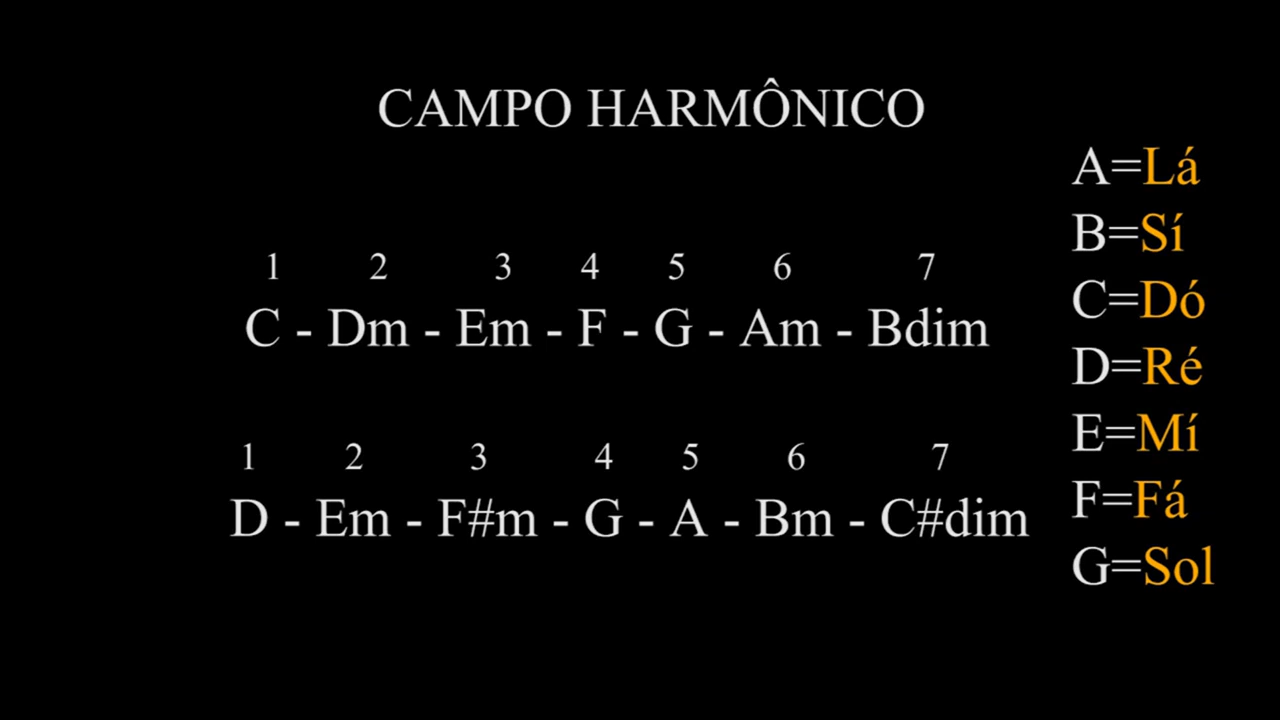 CAMPO HARMÔNICO
1 2 3 4 5 6 7
C - Dm - Em - F - G - Am - Bdim
1 2 3 4 5 6 7
D - Em - F#m - G - A - Bm - C#dim
A=Lá
B=Sí
C=Dó
D=Ré
E=Mí
F=Fá
G=Sol